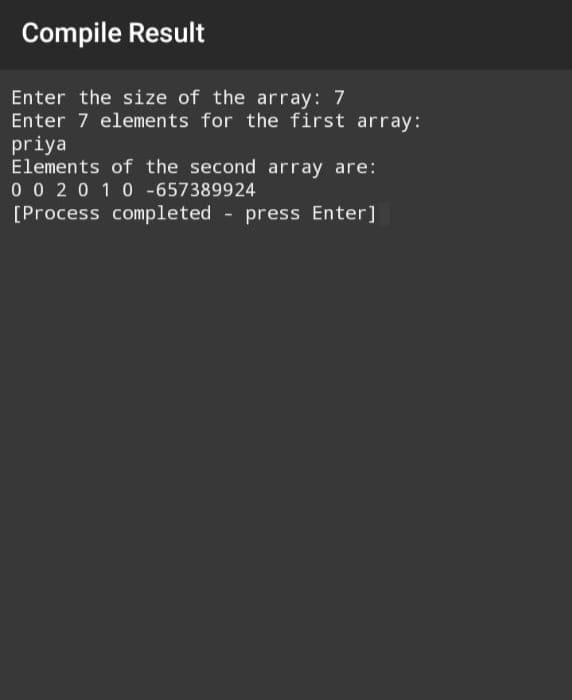 Compile Result
Enter the size of the array: 7
Enter 7 elements for the first array:
priya
Elements of the second array are:
0 0 2 0 1 0 -657389924
[Process completed - press Enter]